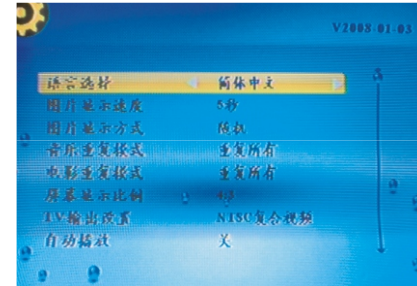 V2008-01-03
语言选择 简体中文
图片显示速度 5秒
图片显示方式 随机
音乐重复模式 重复所有
电影重复模式 重复所有
屏幕显示比例 4:3
TV输出设置 NTSC复合视频
自动播放 关